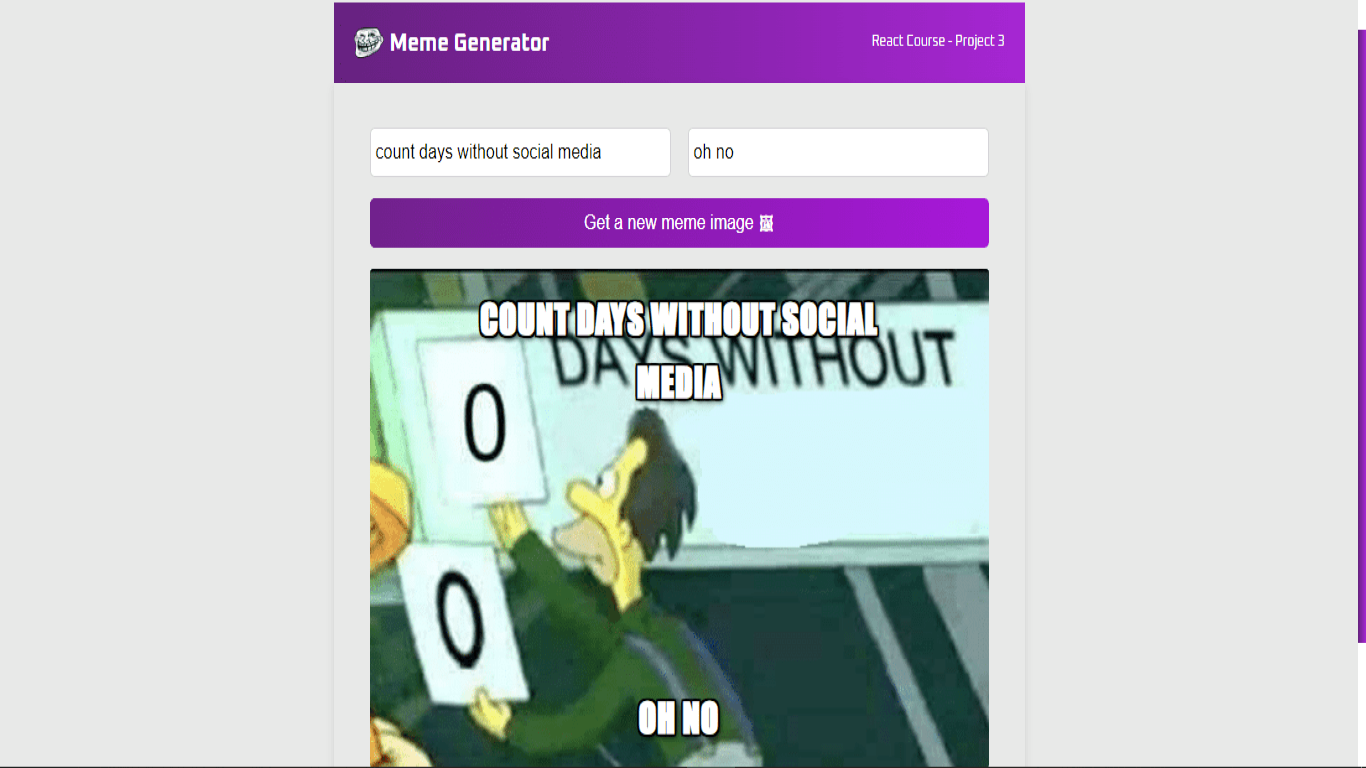 Meme Generator
React Course - Project 3
count days without social media
oh no
Get a new meme image 🖼
COUNT DAYS WITHOUT SOCIAL
MEDIA
DAYS WITHOUT
0
0
OH NO